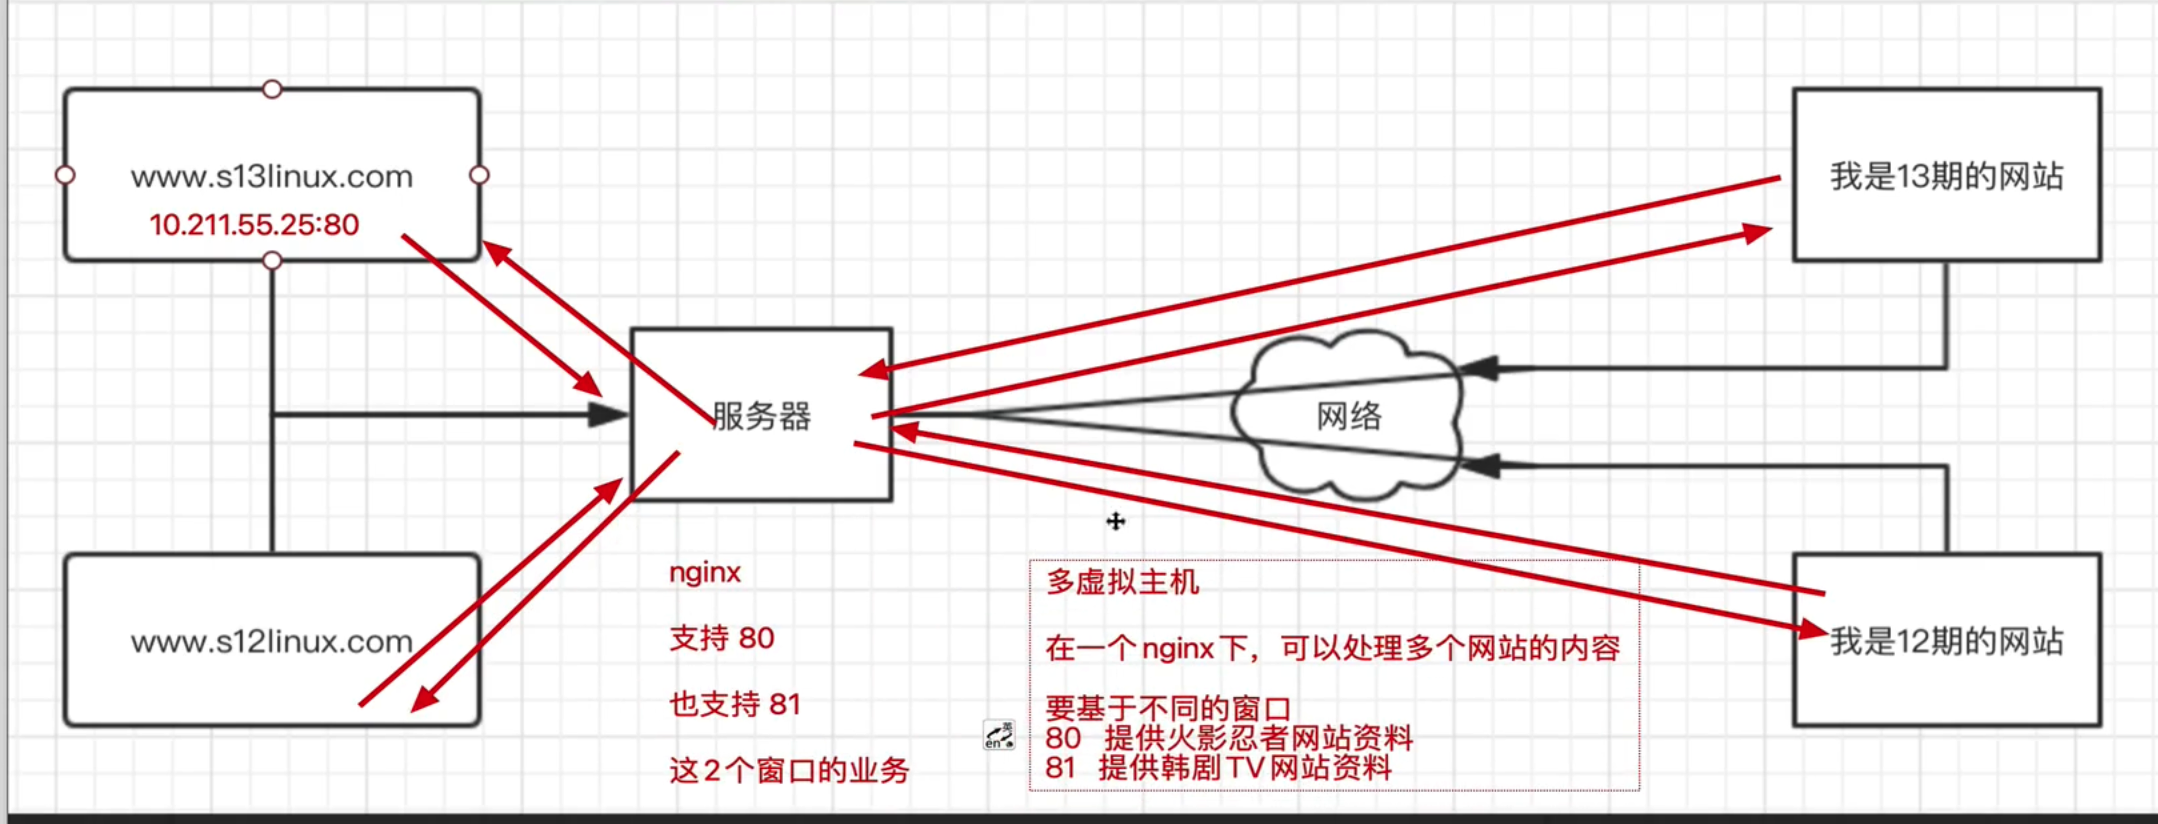 www.s13linux.com
10.211.55.25:80
我是13期的网站
服务器
网络
www.s12linux.com
我是12期的网站
nginx
支持 80
也支持 81
这2个窗口的业务
多虚拟主机
在一个nginx下，可以处理多个网站的内容
要基于不同的窗口
80 提供火影忍者网站资料
81 提供韩剧TV网站资料
英
en